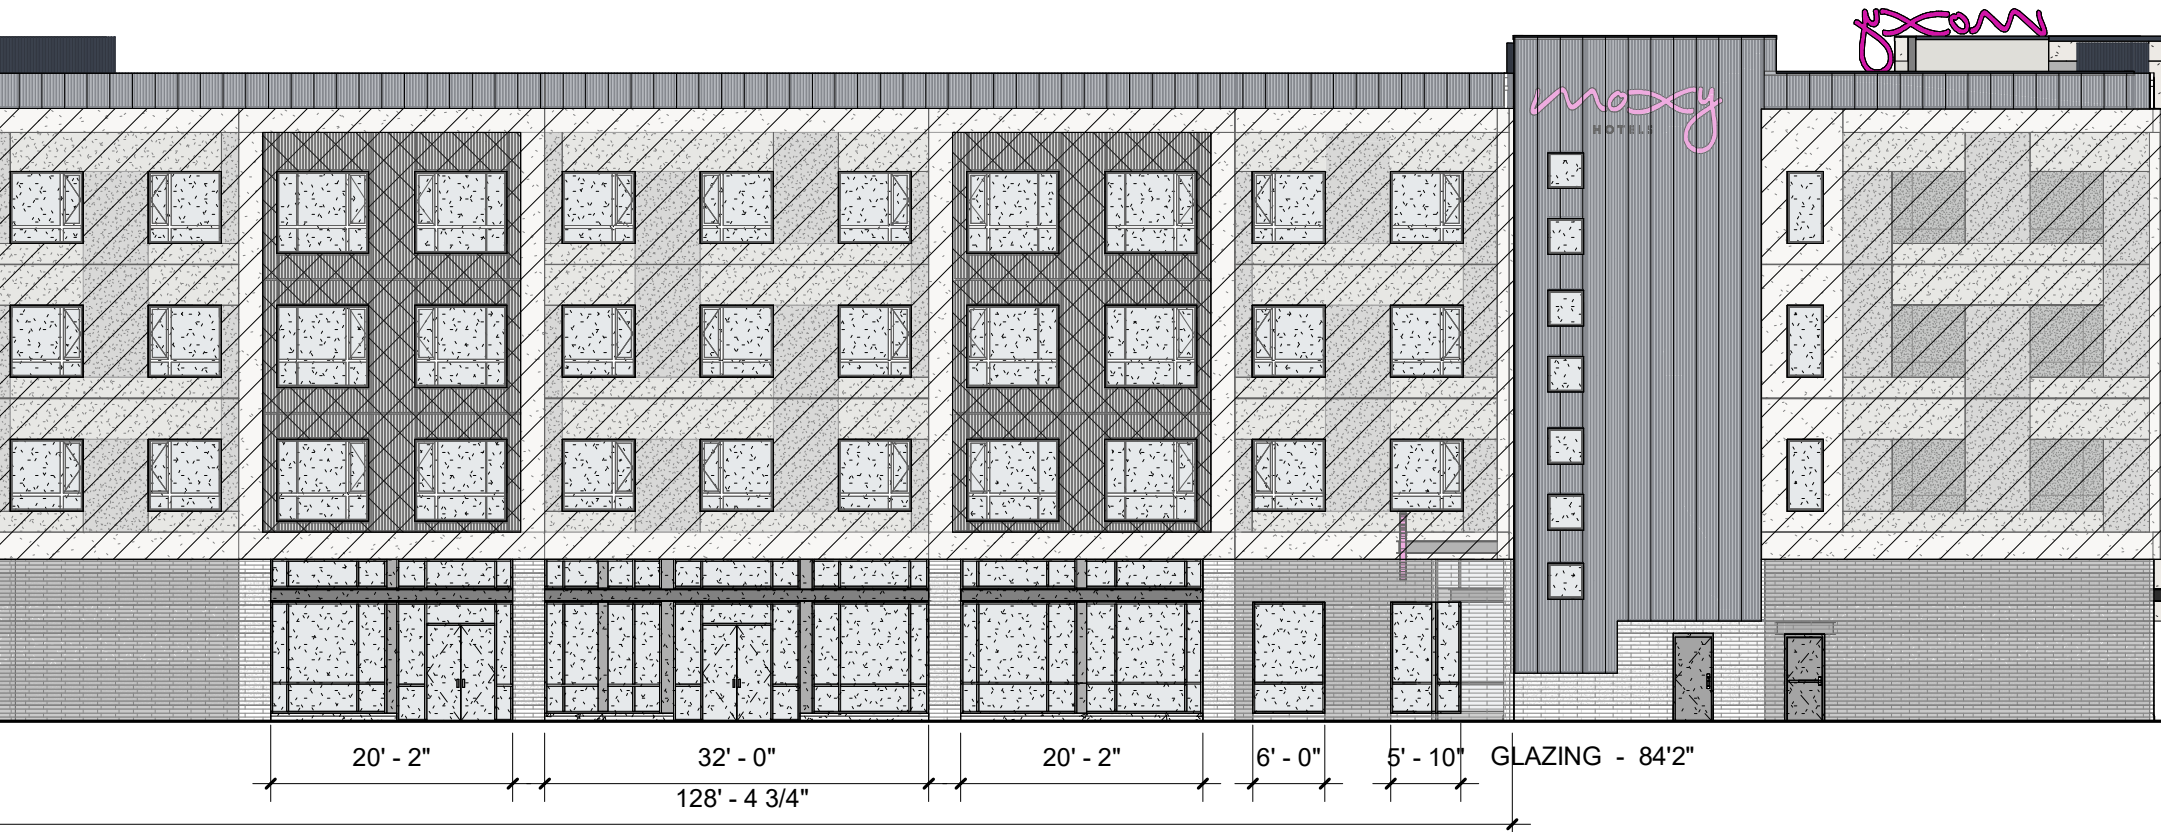 moxy
moxy
HOTELS
20' - 2"
32' - 0"
20' - 2"
6' - 0"
5' - 10"
GLAZING - 84'2"
128' - 4 3/4"